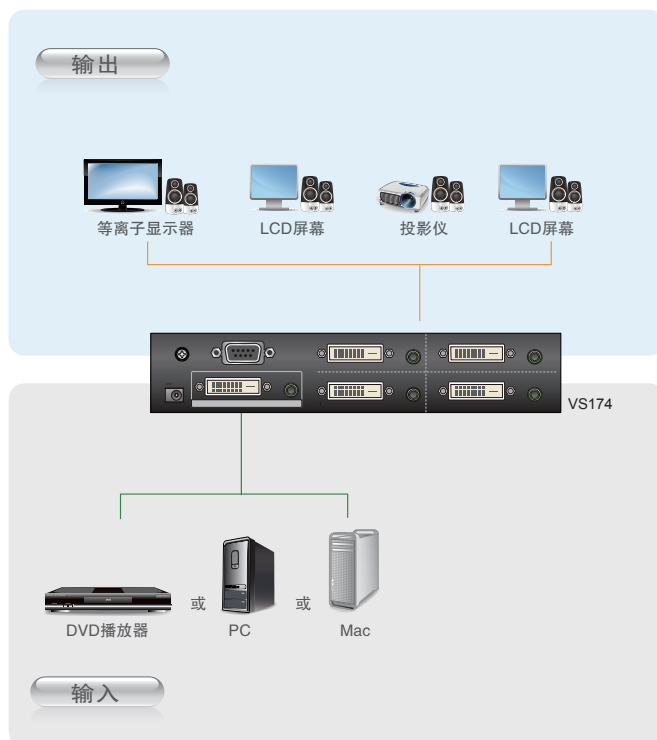 输出
等离子显示器 LCD屏幕 投影仪 LCD屏幕
VS174
或 或
DVD播放器 PC Mac
输入